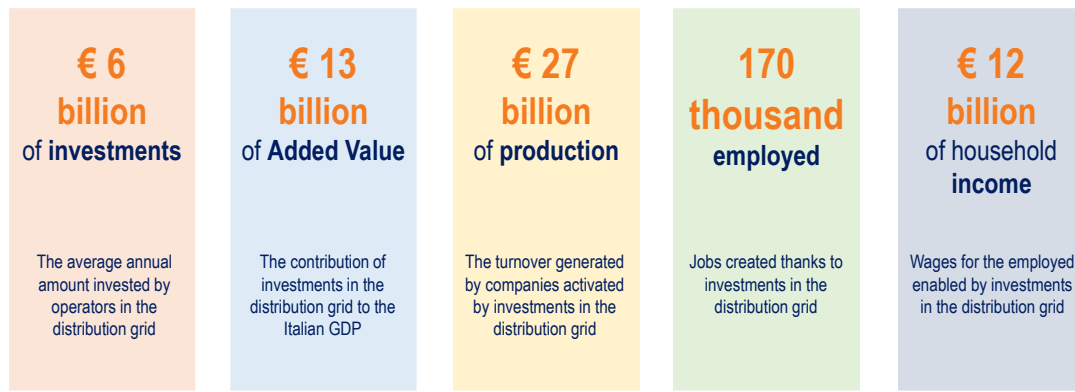 € 6
billion
of investments
The average annual
amount invested by
operators in the
distribution grid
€ 13
billion
of Added Value
The contribution of
investments in the
distribution grid to the
Italian GDP
€ 27
billion
of production
The turnover generated
by companies activated
by investments in the
distribution grid
170
thousand
employed
Jobs created thanks to
investments in the
distribution grid
€ 12
billion
of household
income
Wages for the employed
enabled by investments
in the distribution grid